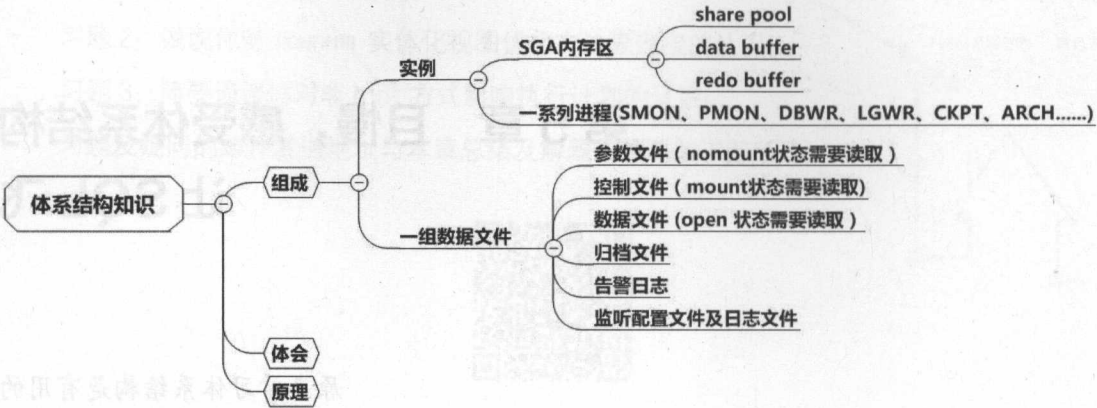 体系结构知识
组成
实例
SGA内存区
share pool
data buffer
redo buffer
一系列进程(SMON、PMON、DBWR、LGWR、CKPT、ARCH......)
一组数据文件
参数文件（nomount状态需要读取）
控制文件（mount状态需要读取)
数据文件 (open 状态需要读取）
归档文件
告警日志
监听配置文件及日志文件
体会
原理